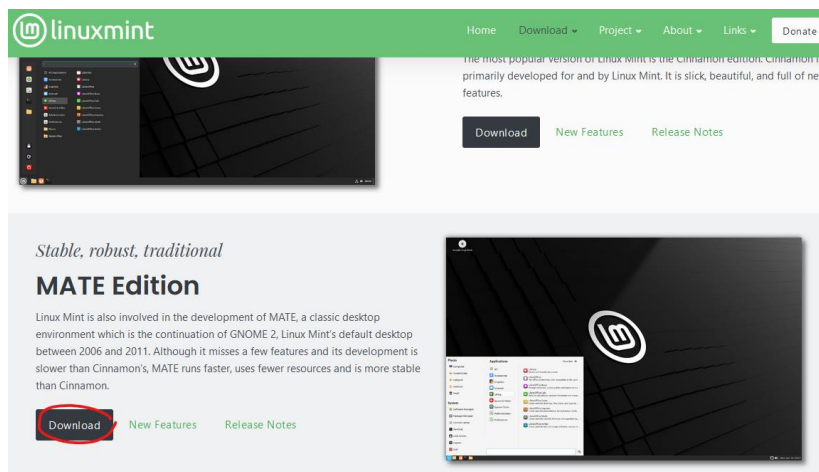 linuxmint
Home Download Project About Links Donate
The most popular version of Linux Mint is the Cinnamon edition. Cinnamon
primarily developed for and by Linux Mint. It is slick, beautiful, and full of
features.
Download New Features Release Notes
Stable, robust, traditional
MATE Edition
Linux Mint is also involved in the development of MATE, a classic desktop
environment which is the continuation of GNOME 2, Linux Mint's default desktop
between 2006 and 2011. Although it misses a few features and its development is
slower than Cinnamon's, MATE runs faster, uses fewer resources and is more stable
than Cinnamon.
Download New Features Release Notes